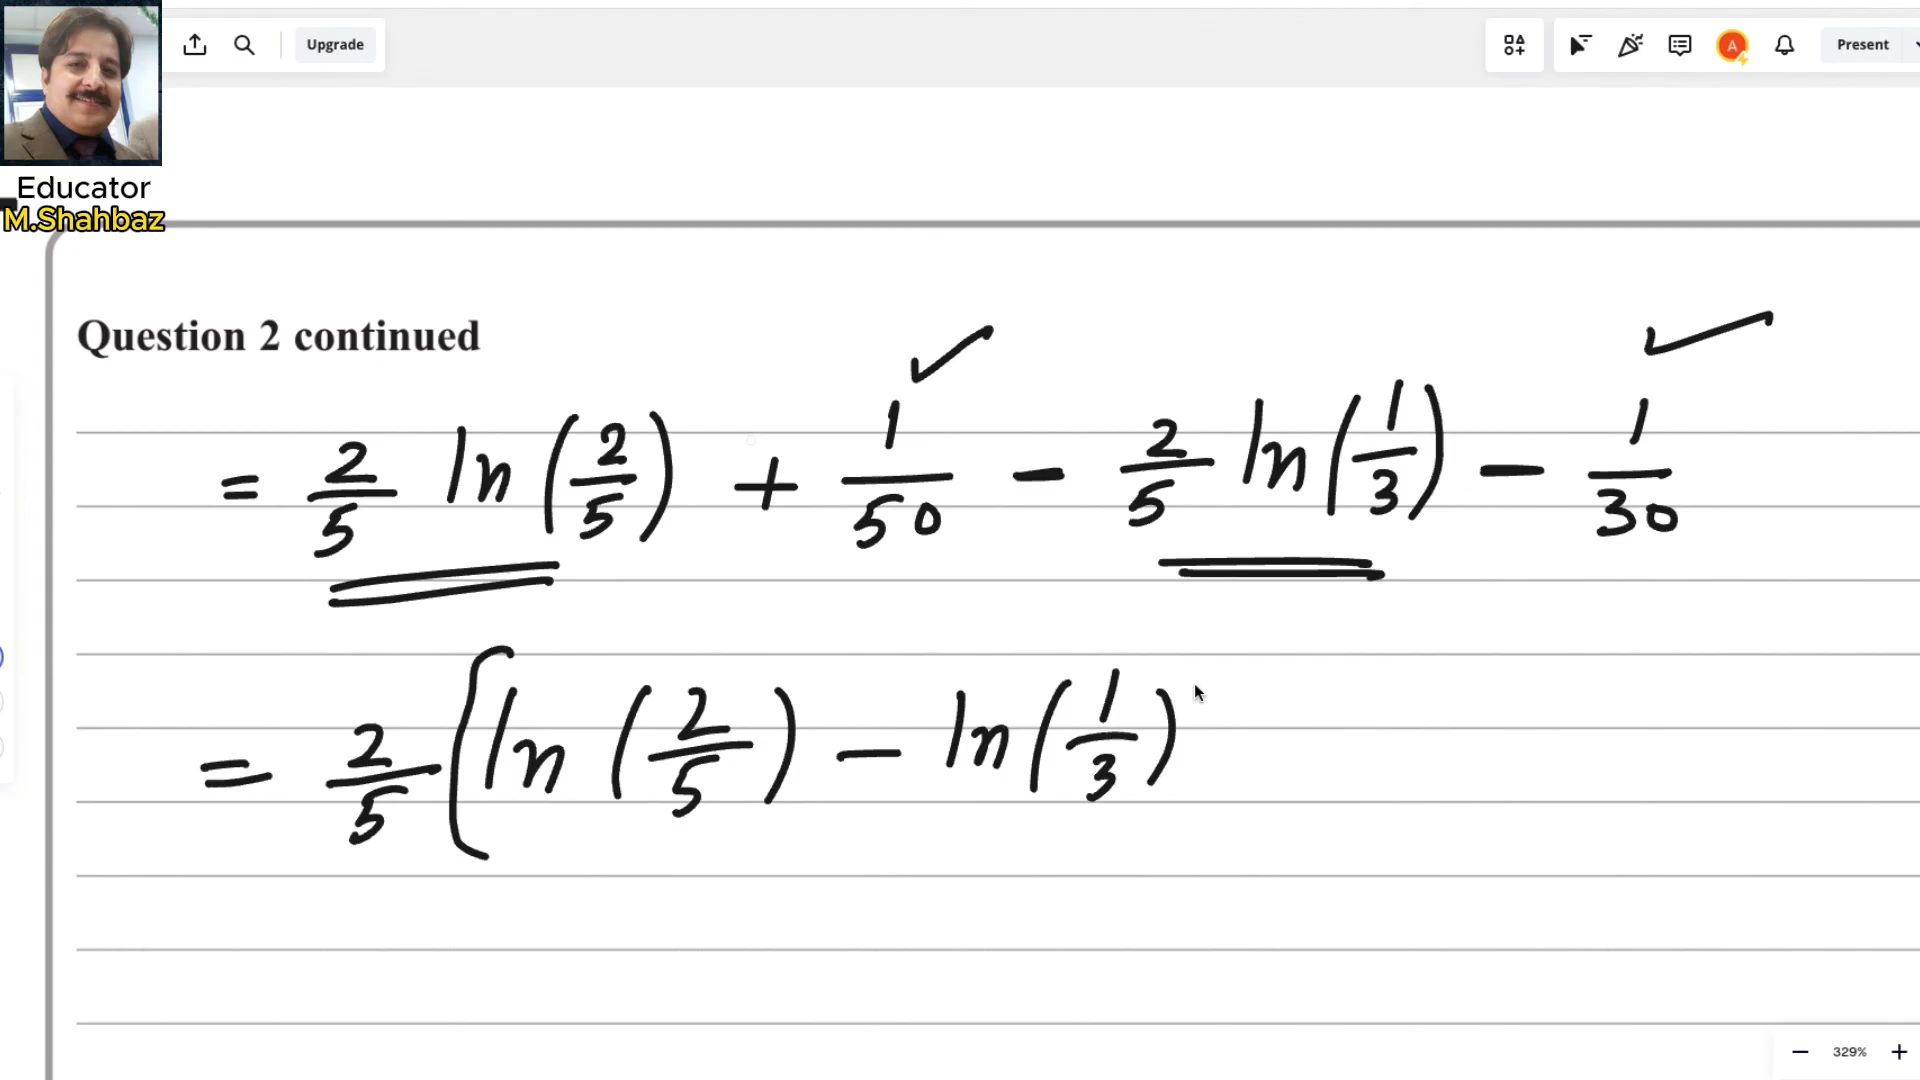 Upgrade
A
Present
Educator
M.Shahbaz
Question 2 continued
= 2/5 ln(2/5) + 1/50 − 2/5 ln(1/3) − 1/30
= 2/5 [ln(2/5) − ln(1/3)
− 329% +